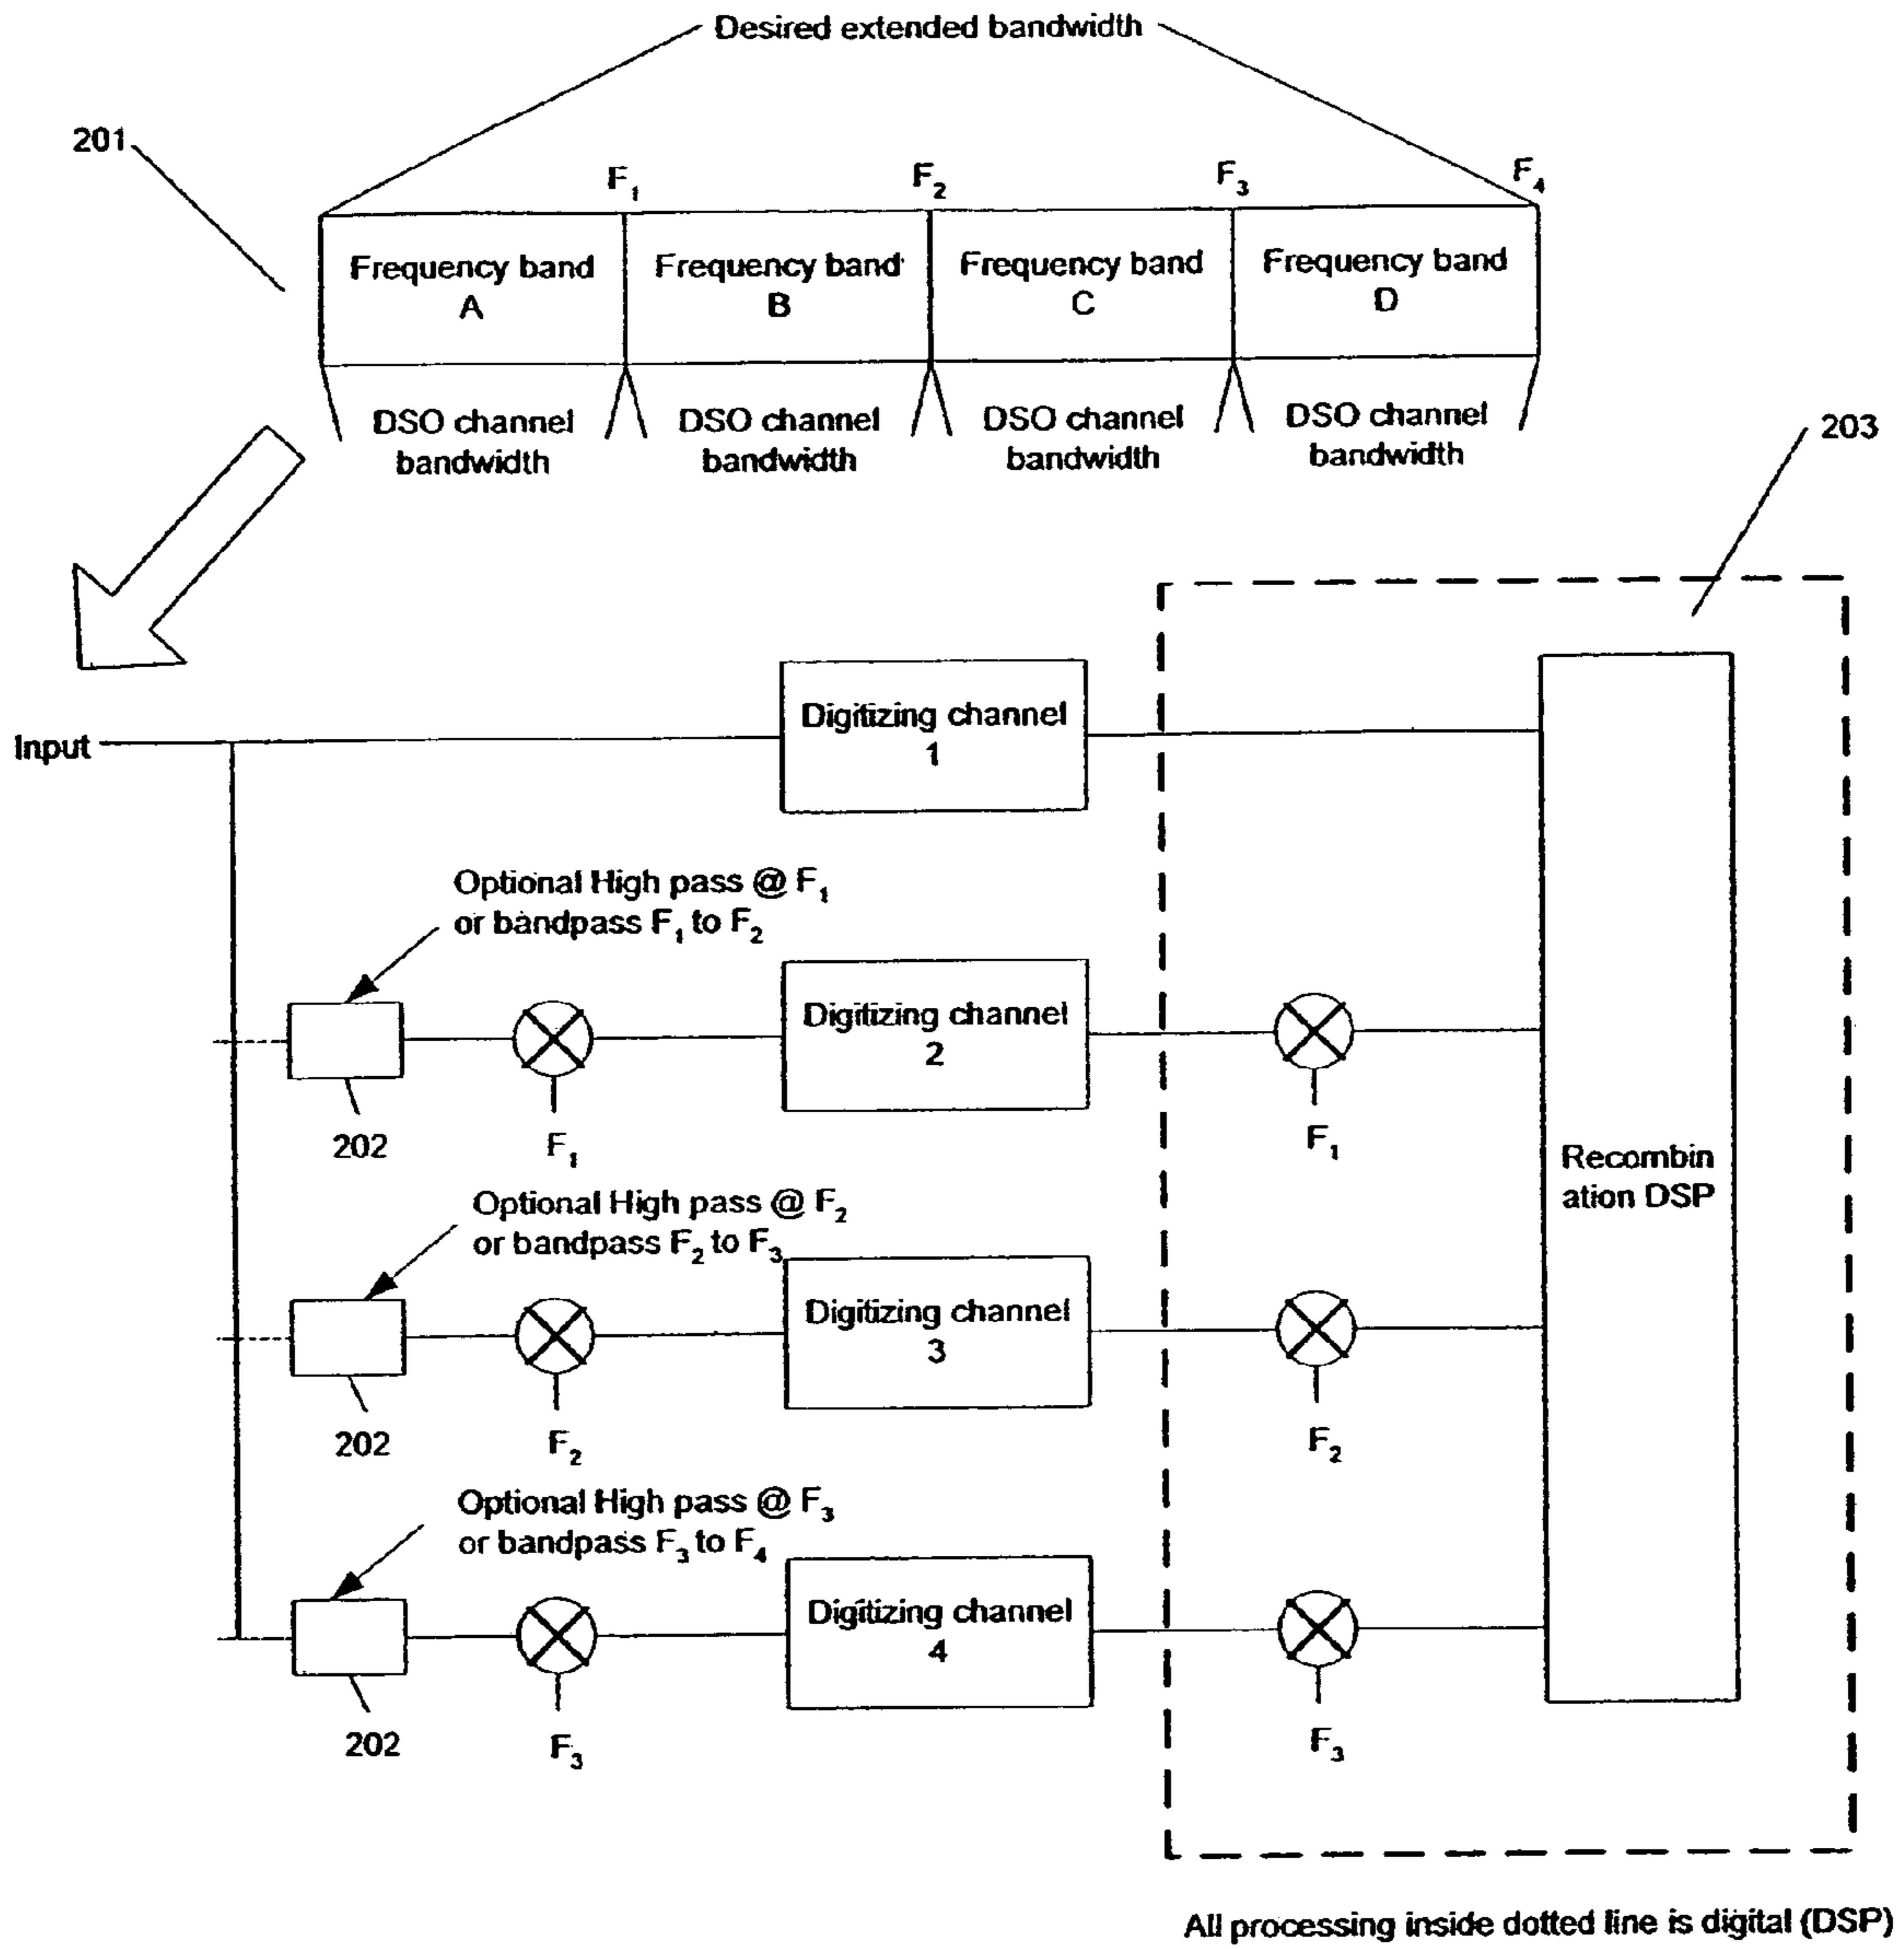 Desired extended bandwidth
201
F1 F2 F3 F4
Frequency band A
Frequency band B
Frequency band C
Frequency band D
DSO channel bandwidth
DSO channel bandwidth
DSO channel bandwidth
DSO channel bandwidth
203
Input
Digitizing channel 1
Optional High pass @ F1
or bandpass F1 to F2
Digitizing channel 2
202
F1
F1
Recombin
ation DSP
Optional High pass @ F2
or bandpass F2 to F3
Digitizing channel 3
202
F2
F2
Optional High pass @ F3
or bandpass F3 to F4
Digitizing channel 4
202
F3
F3
All processing inside dotted line is digital (DSP)